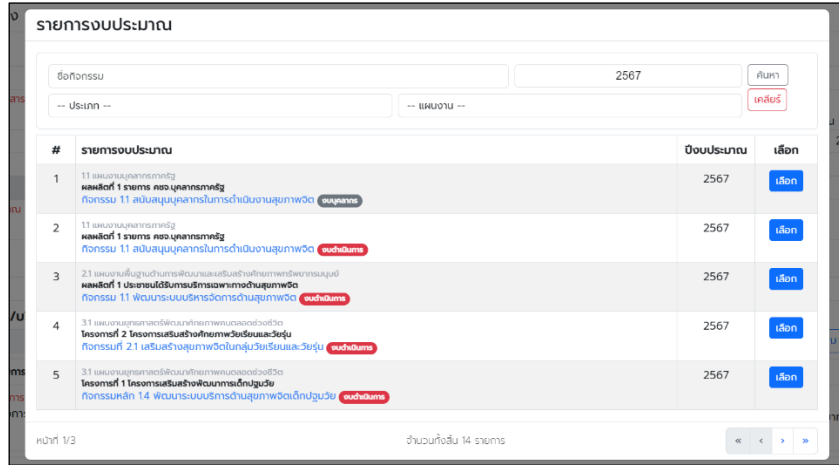 รายการงบประมาณ
ชื่อกิจกรรม 2567 ค้นหา
-- ประเภท -- -- แผนงาน -- เคลียร์
# รายการงบประมาณ ปีงบประมาณ เลือก
1 1.1 แผนงานบุคลากรภาครัฐ 2567 เลือก
ผลผลิตที่ 1 รายการ คชจ.บุคลากรภาครัฐ
กิจกรรม 1.1 สนับสนุนบุคลากรในการดำเนินงานสุขภาพจิต งบบุคลากร
2 1.1 แผนงานบุคลากรภาครัฐ 2567 เลือก
ผลผลิตที่ 1 รายการ คชจ.บุคลากรภาครัฐ
กิจกรรม 1.1 สนับสนุนบุคลากรในการดำเนินงานสุขภาพจิต งบดำเนินการ
3 2.1 แผนงานพื้นฐานด้านการพัฒนาและเสริมสร้างศักยภาพทรัพยากรมนุษย์ 2567 เลือก
ผลผลิตที่ 1 ประชาชนได้รับการบริการเฉพาะทางด้านสุขภาพจิต
กิจกรรม 1.1 พัฒนาระบบบริหารจัดการด้านสุขภาพจิต งบดำเนินการ
4 3.1 แผนงานยุทธศาสตร์พัฒนาศักยภาพคนตลอดช่วงชีวิต 2567 เลือก
โครงการที่ 2 โครงการเสริมสร้างศักยภาพวัยเรียนและวัยรุ่น
กิจกรรมที่ 2.1 เสริมสร้างสุขภาพจิตในกลุ่มวัยเรียนและวัยรุ่น งบดำเนินการ
5 3.1 แผนงานยุทธศาสตร์พัฒนาศักยภาพคนตลอดช่วงชีวิต 2567 เลือก
โครงการที่ 1 โครงการเสริมสร้างพัฒนาการเด็กปฐมวัย
กิจกรรมหลัก 1.4 พัฒนาระบบบริการด้านสุขภาพจิตเด็กปฐมวัย งบดำเนินการ
หน้าที่ 1/3 จำนวนทั้งสิ้น 14 รายการ « ‹ › »